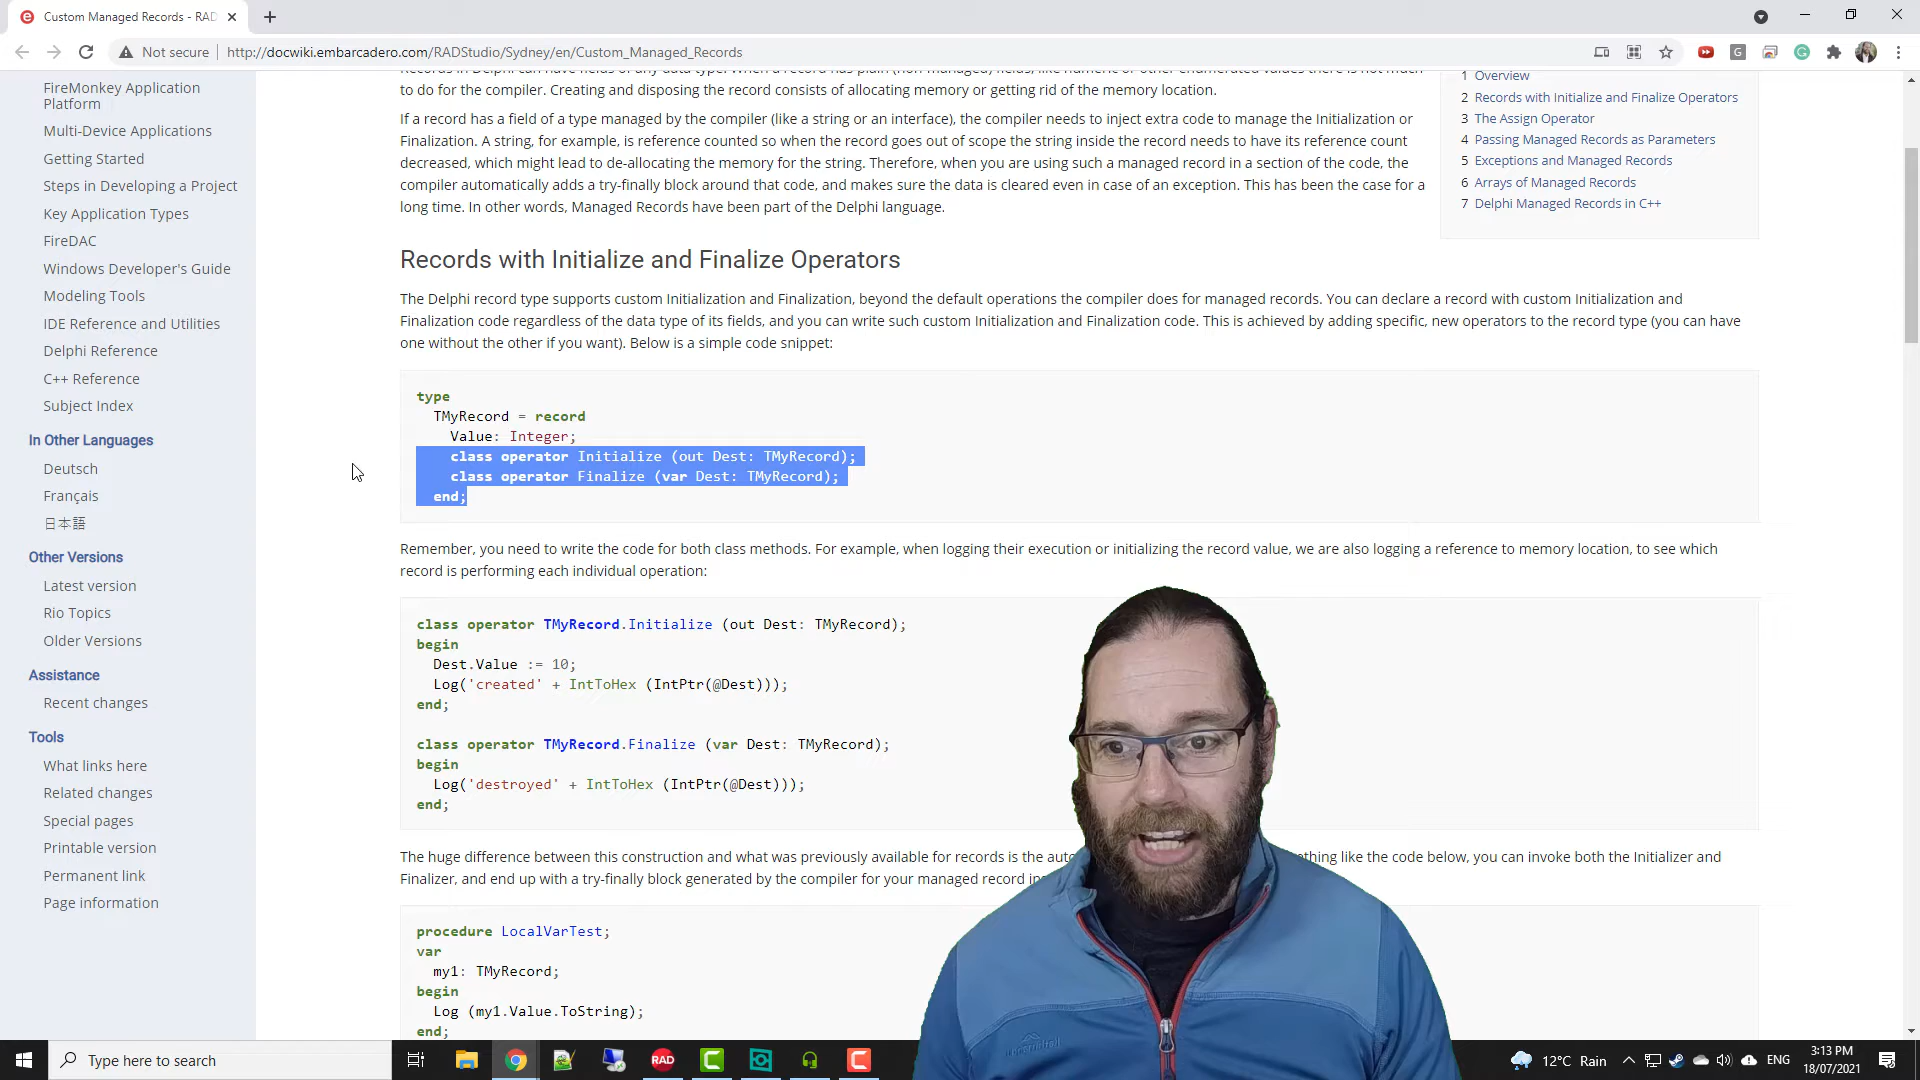 Custom Managed Records - RAD
Not secure
http://docwiki.embarcadero.com/RADStudio/Sydney/en/Custom_Managed_Records
FireMonkey Application
Platform
Multi-Device Applications
Getting Started
Steps in Developing a Project
Key Application Types
FireDAC
Windows Developer's Guide
Modeling Tools
IDE Reference and Utilities
Delphi Reference
C++ Reference
Subject Index
In Other Languages
Deutsch
Français
日本語
Other Versions
Latest version
Rio Topics
Older Versions
Assistance
Recent changes
Tools
What links here
Related changes
Special pages
Printable version
Permanent link
Page information
Records in Delphi can have fields of any data type. When a record has plain (non-managed) fields, like numeric or other enumerated values there is not much
to do for the compiler. Creating and disposing the record consists of allocating memory or getting rid of the memory location.
If a record has a field of a type managed by the compiler (like a string or an interface), the compiler needs to inject extra code to manage the Initialization or
Finalization. A string, for example, is reference counted so when the record goes out of scope the string inside the record needs to have its reference count
decreased, which might lead to de-allocating the memory for the string. Therefore, when you are using such a managed record in a section of the code, the
compiler automatically adds a try-finally block around that code, and makes sure the data is cleared even in case of an exception. This has been the case for a
long time. In other words, Managed Records have been part of the Delphi language.
1 Overview
2 Records with Initialize and Finalize Operators
3 The Assign Operator
4 Passing Managed Records as Parameters
5 Exceptions and Managed Records
6 Arrays of Managed Records
7 Delphi Managed Records in C++
Records with Initialize and Finalize Operators
The Delphi record type supports custom Initialization and Finalization, beyond the default operations the compiler does for managed records. You can declare a record with custom Initialization and
Finalization code regardless of the data type of its fields, and you can write such custom Initialization and Finalization code. This is achieved by adding specific, new operators to the record type (you can have
one without the other if you want). Below is a simple code snippet:
type
TMyRecord = record
Value: Integer;
class operator Initialize (out Dest: TMyRecord);
class operator Finalize (var Dest: TMyRecord);
end;
Remember, you need to write the code for both class methods. For example, when logging their execution or initializing the record value, we are also logging a reference to memory location, to see which
record is performing each individual operation:
class operator TMyRecord.Initialize (out Dest: TMyRecord);
begin
Dest.Value := 10;
Log('created' + IntToHex (IntPtr(@Dest)));
end;
class operator TMyRecord.Finalize (var Dest: TMyRecord);
begin
Log('destroyed' + IntToHex (IntPtr(@Dest)));
end;
The huge difference between this construction and what was previously available for records is the like the code below, you can invoke both the Initializer and
Finalizer, and end up with a try-finally block generated by the compiler for your managed record
procedure LocalVarTest;
var
my1: TMyRecord;
begin
Log (my1.Value.ToString);
end;
Type here to search
RAD
12°C Rain
ENG
3:13 PM
18/07/2021